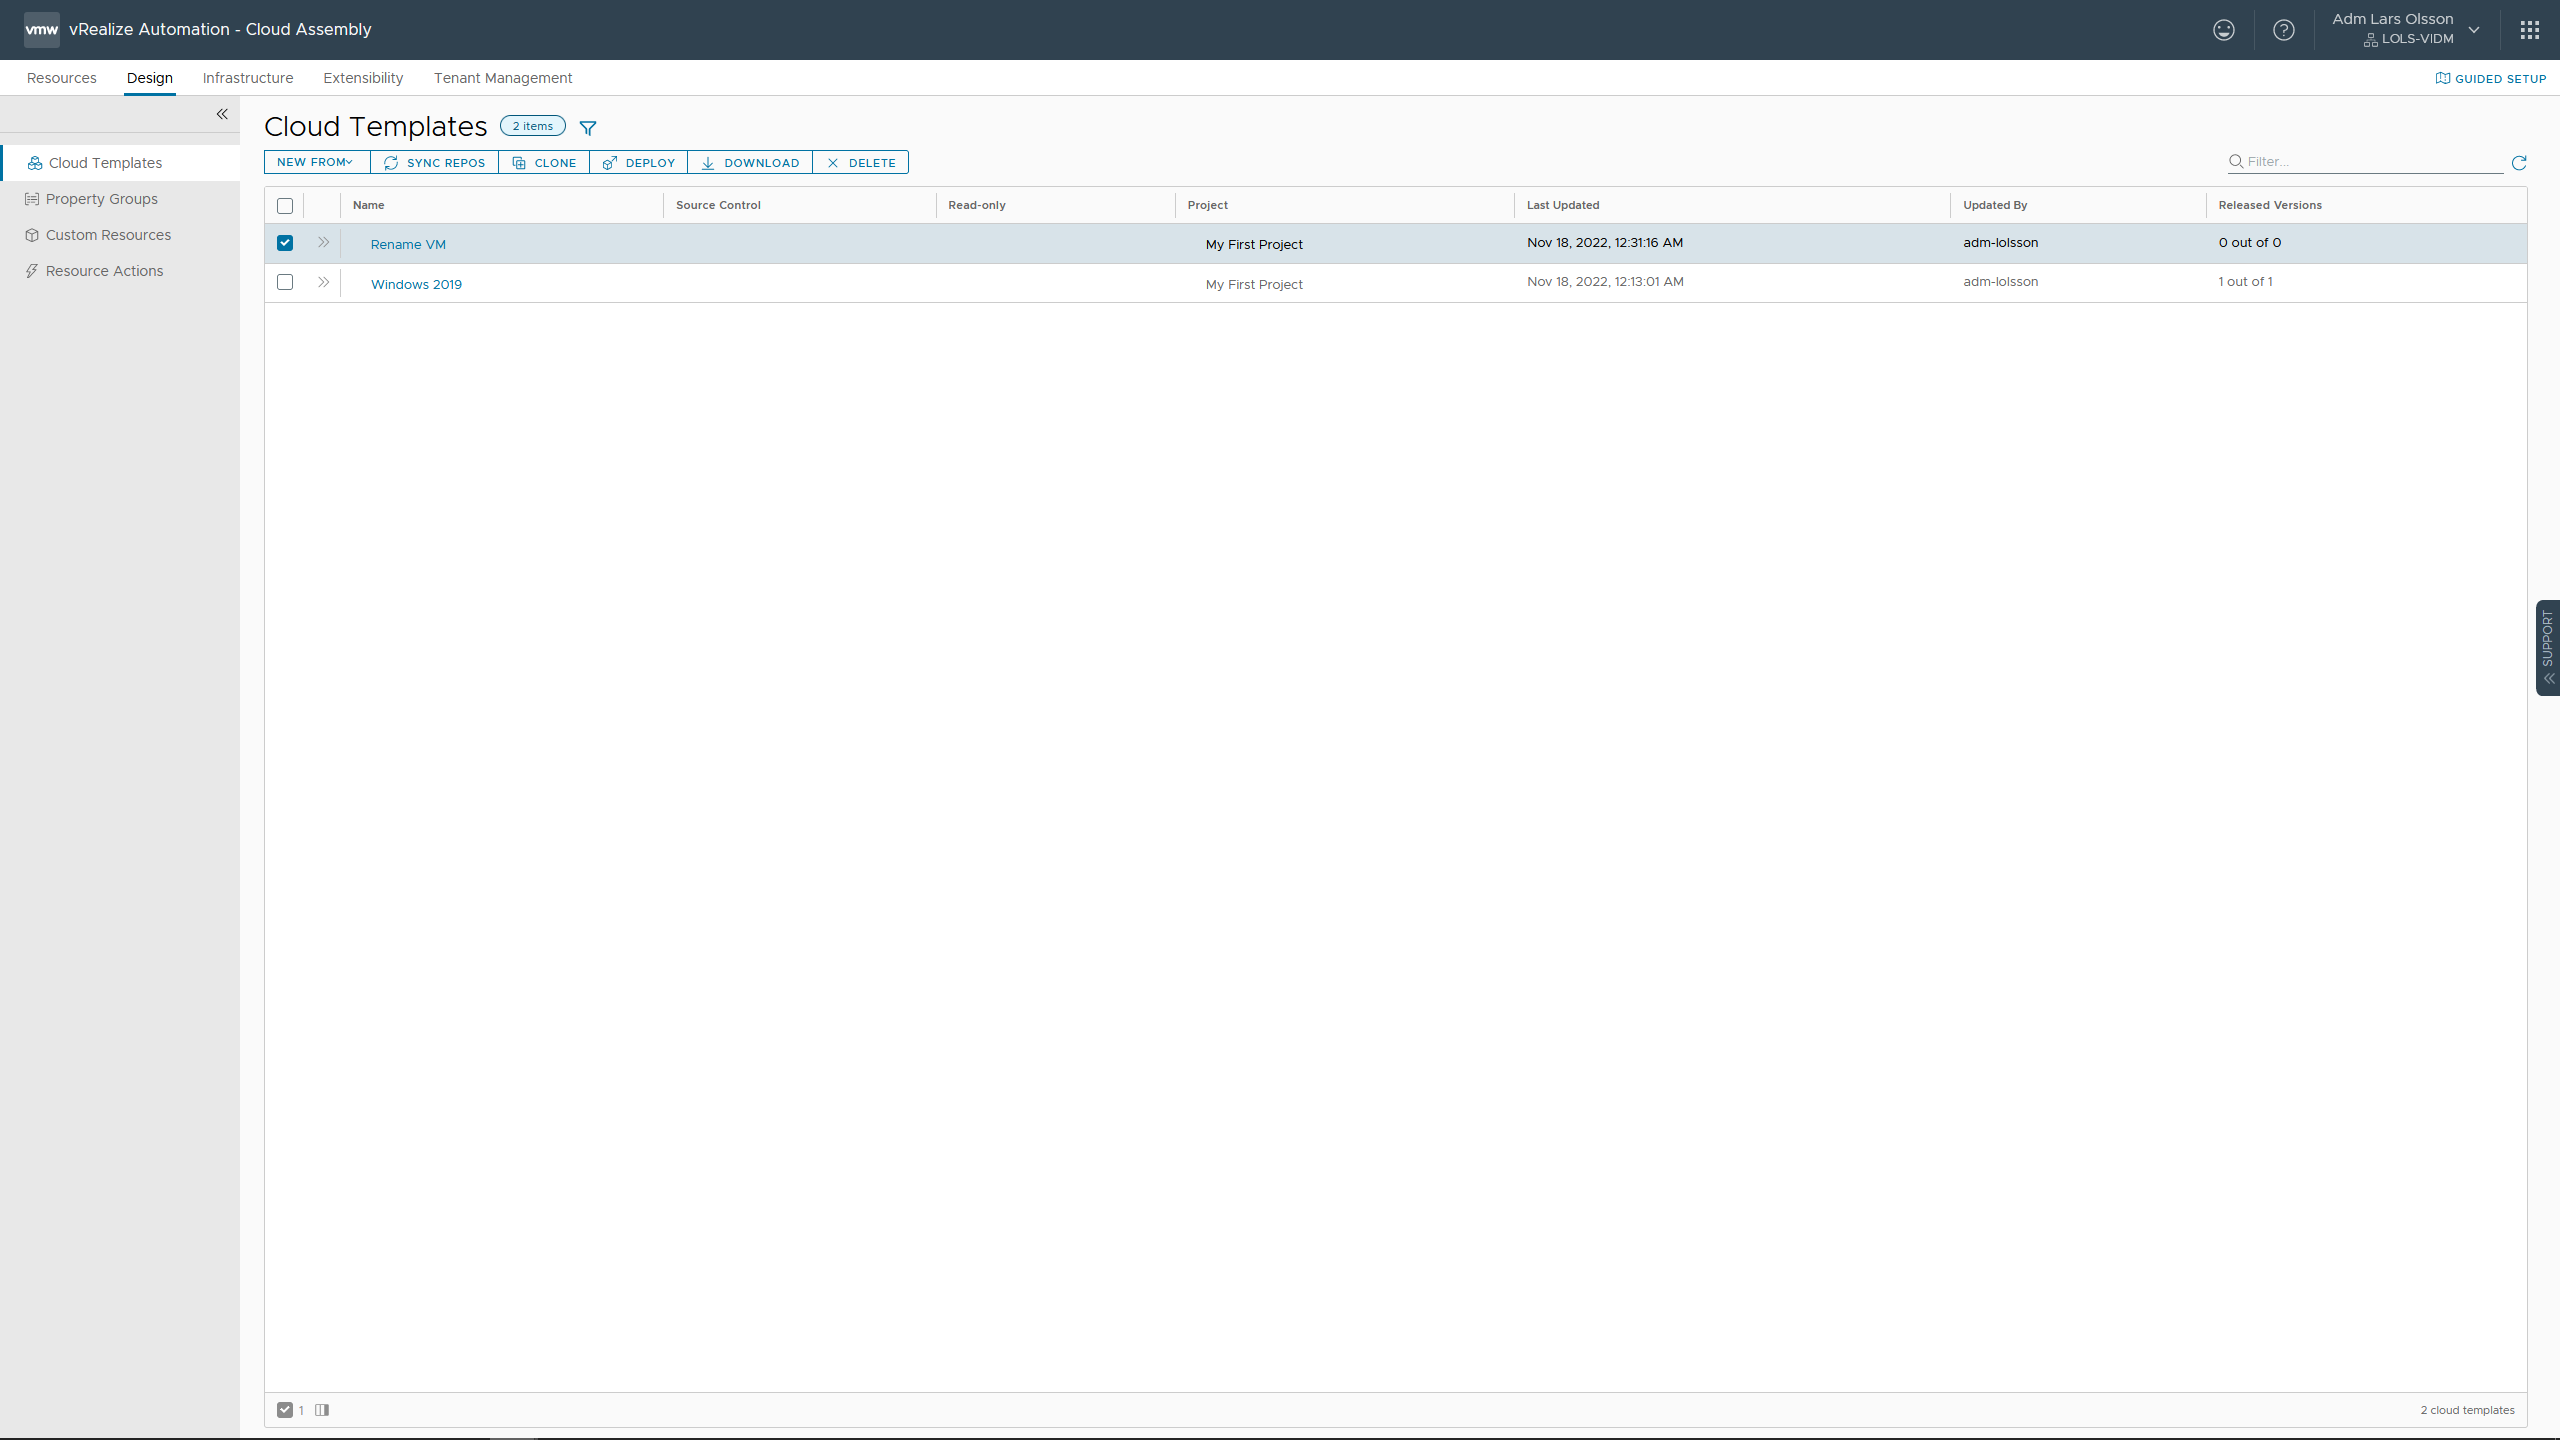 vmw vRealize Automation - Cloud Assembly
Adm Lars Olsson
LOLS-VIDM
Resources Design Infrastructure Extensibility Tenant Management GUIDED SETUP
Cloud Templates
Property Groups
Custom Resources
Resource Actions
Cloud Templates 2 items
NEW FROM SYNC REPOS CLONE DEPLOY DOWNLOAD DELETE Filter...
Name Source Control Read-only Project Last Updated Updated By Released Versions
Rename VM My First Project Nov 18, 2022, 12:31:16 AM adm-lolsson 0 out of 0
Windows 2019 My First Project Nov 18, 2022, 12:13:01 AM adm-lolsson 1 out of 1
SUPPORT
1 2 cloud templates